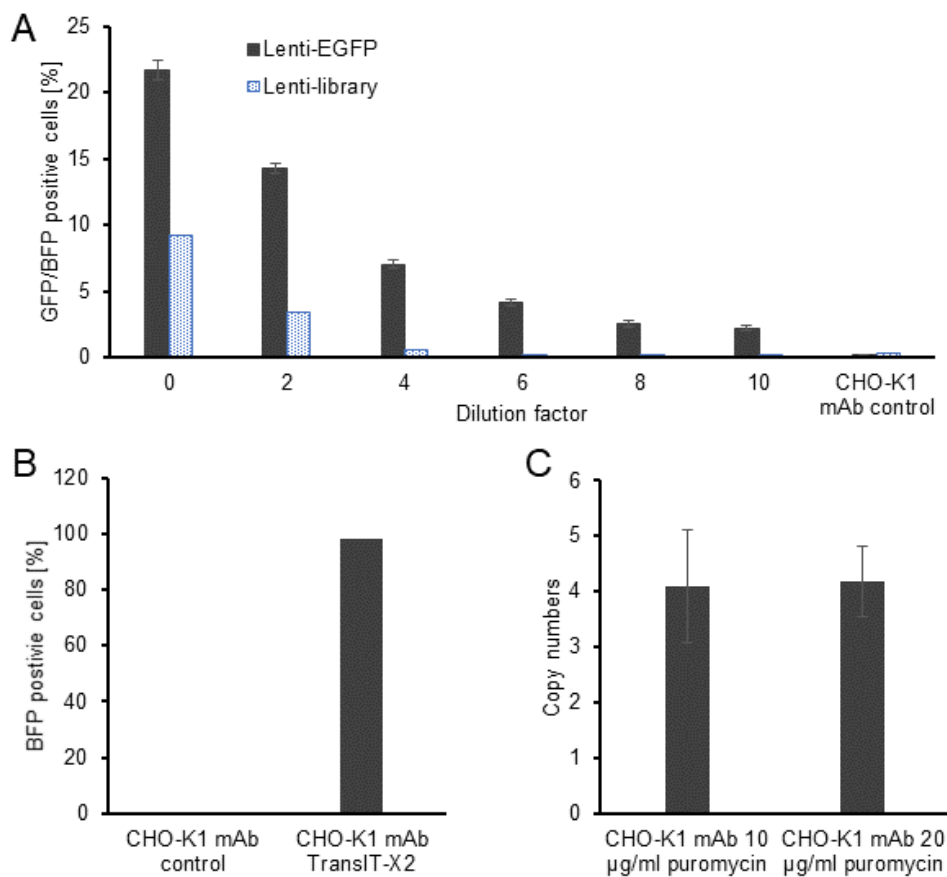 A
GFP/BFP positive cells [%]
25
20
15
10
5
0
Lenti-EGFP
Lenti-library
0 2 4 6 8 10 CHO-K1
mAb control
Dilution factor
B
BFP postivie cells [%]
120
100
80
60
40
20
0
CHO-K1 mAb
control
CHO-K1 mAb
TransIT-X2
C
Copy numbers
6
5
4
3
2
1
0
CHO-K1 mAb 10
µg/ml puromycin
CHO-K1 mAb 20
µg/ml puromycin